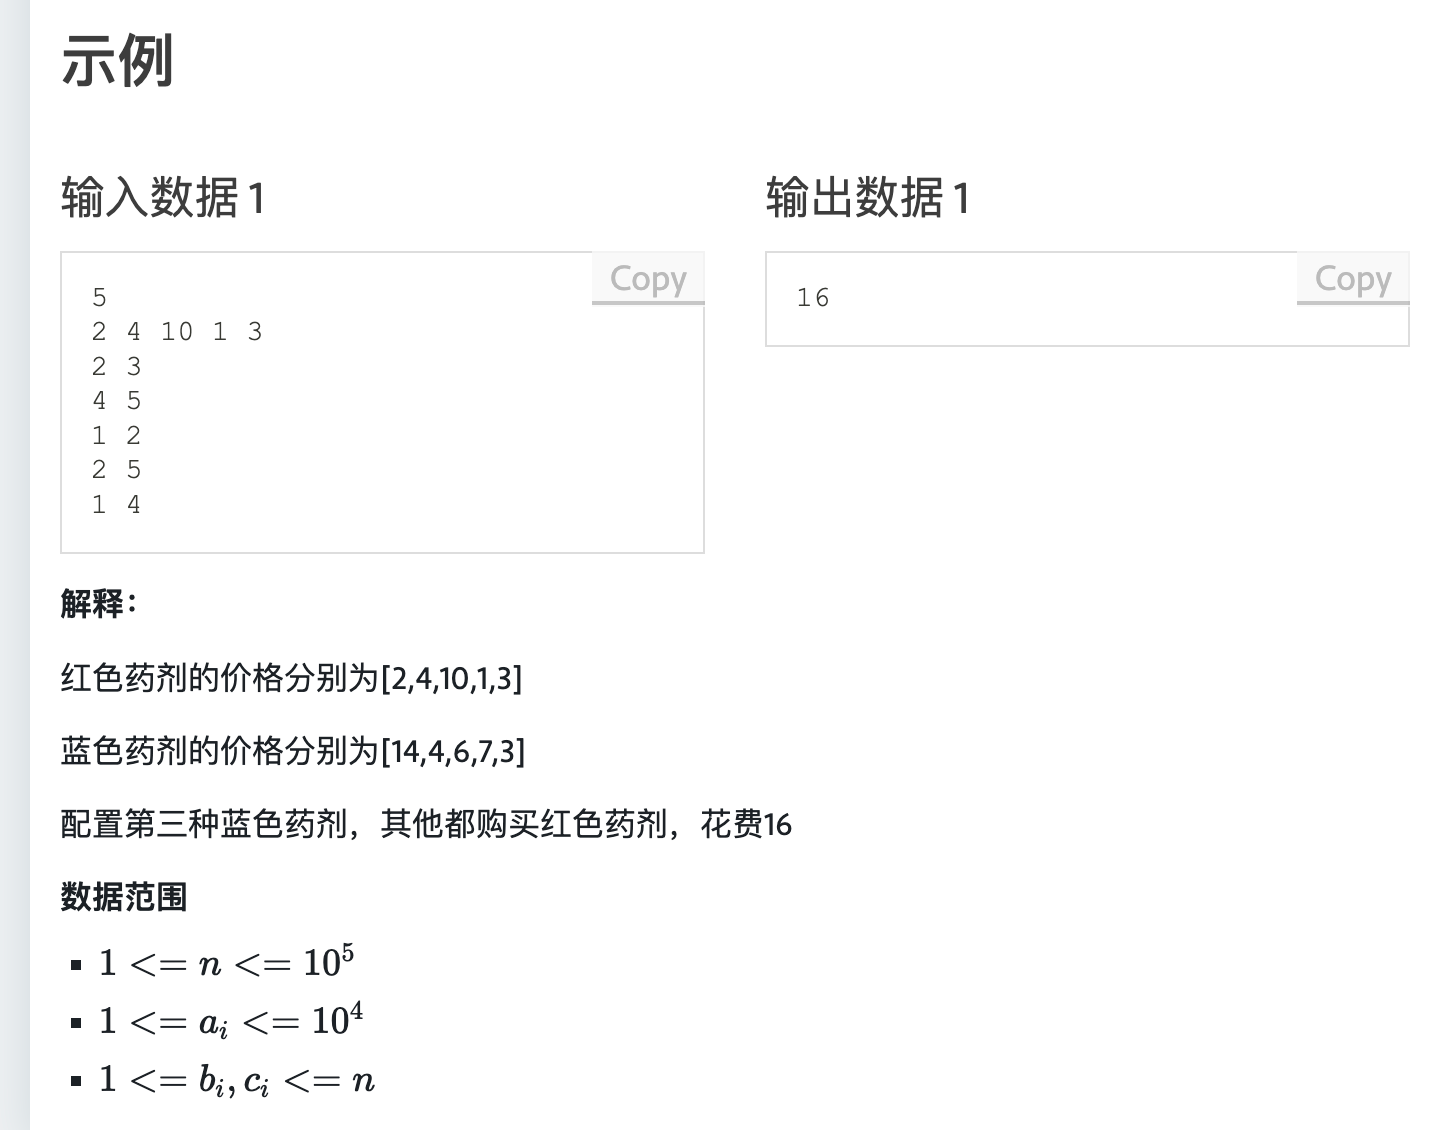 示例
输入数据 1
Copy
5
2 4 10 1 3
2 3
4 5
1 2
2 5
1 4
输出数据 1
Copy
16
解释：
红色药剂的价格分别为[2,4,10,1,3]
蓝色药剂的价格分别为[14,4,6,7,3]
配置第三种蓝色药剂，其他都购买红色药剂，花费16
数据范围
1 <= n <= 10^5
1 <= a_i <= 10^4
1 <= b_i, c_i <= n